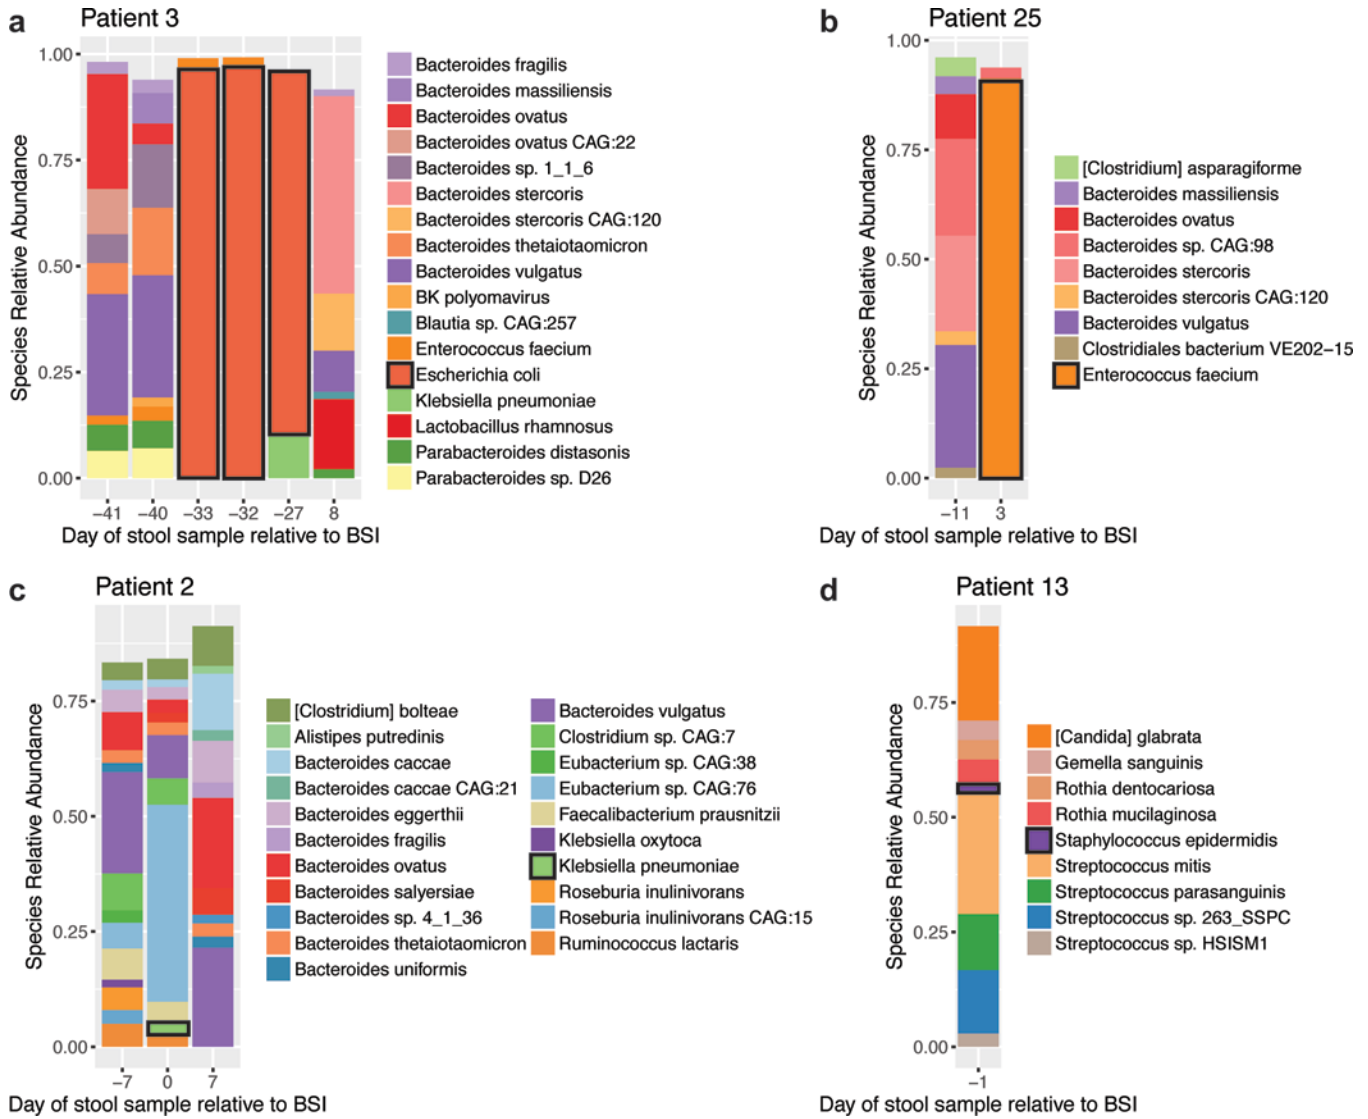 a
Patient 3
Species Relative Abundance
1.00
0.75
0.50
0.25
0.00
−41 −40 −33 −32 −27 8
Day of stool sample relative to BSI
Bacteroides fragilis
Bacteroides massiliensis
Bacteroides ovatus
Bacteroides ovatus CAG:22
Bacteroides sp. 1_1_6
Bacteroides stercoris
Bacteroides stercoris CAG:120
Bacteroides thetaiotaomicron
Bacteroides vulgatus
BK polyomavirus
Blautia sp. CAG:257
Enterococcus faecium
Escherichia coli
Klebsiella pneumoniae
Lactobacillus rhamnosus
Parabacteroides distasonis
Parabacteroides sp. D26
b
Patient 25
Species Relative Abundance
1.00
0.75
0.50
0.25
0.00
−11 3
Day of stool sample relative to BSI
[Clostridium] asparagiforme
Bacteroides massiliensis
Bacteroides ovatus
Bacteroides sp. CAG:98
Bacteroides stercoris
Bacteroides stercoris CAG:120
Bacteroides vulgatus
Clostridiales bacterium VE202−15
Enterococcus faecium
c
Patient 2
Species Relative Abundance
0.75
0.50
0.25
0.00
−7 0 7
Day of stool sample relative to BSI
[Clostridium] bolteae
Alistipes putredinis
Bacteroides caccae
Bacteroides caccae CAG:21
Bacteroides eggerthii
Bacteroides fragilis
Bacteroides ovatus
Bacteroides salyersiae
Bacteroides sp. 4_1_36
Bacteroides thetaiotaomicron
Bacteroides uniformis
Bacteroides vulgatus
Clostridium sp. CAG:7
Eubacterium sp. CAG:38
Eubacterium sp. CAG:76
Faecalibacterium prausnitzii
Klebsiella oxytoca
Klebsiella pneumoniae
Roseburia inulinivorans
Roseburia inulinivorans CAG:15
Ruminococcus lactaris
d
Patient 13
Species Relative Abundance
0.75
0.50
0.25
0.00
−1
Day of stool sample relative to BSI
[Candida] glabrata
Gemella sanguinis
Rothia dentocariosa
Rothia mucilaginosa
Staphylococcus epidermidis
Streptococcus mitis
Streptococcus parasanguinis
Streptococcus sp. 263_SSPC
Streptococcus sp. HSISM1